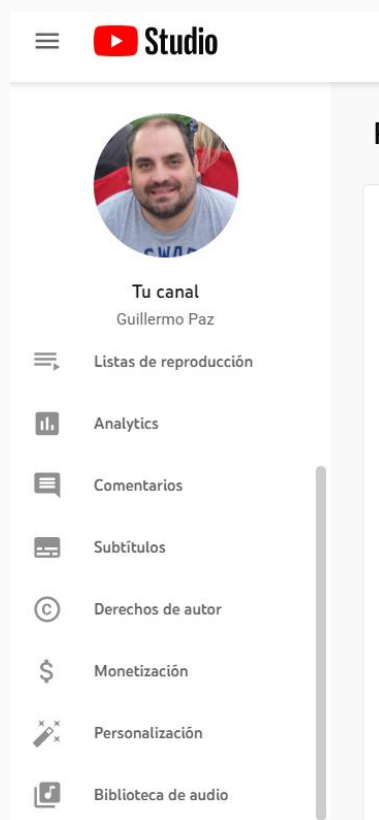 Studio
Tu canal
Guillermo Paz
Listas de reproducción
Analytics
Comentarios
Subtítulos
Derechos de autor
Monetización
Personalización
Biblioteca de audio